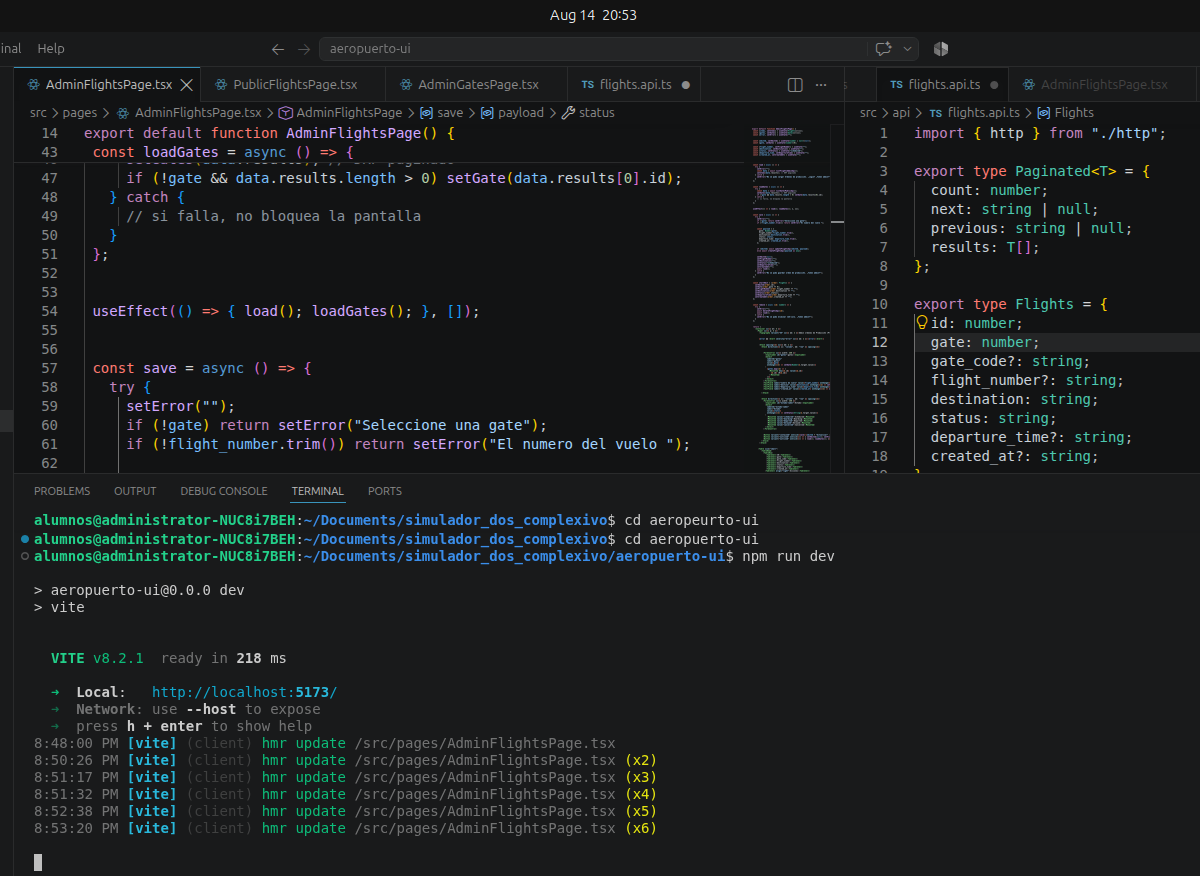 Aug 14  20:53
inal Help
aeropuerto-ui
AdminFlightsPage.tsx PublicFlightsPage.tsx AdminGatesPage.tsx TS flights.api.ts
src > pages > AdminFlightsPage.tsx > AdminFlightsPage > save > payload > status
14 export default function AdminFlightsPage() {
43 const loadGates = async () => {
47 if (!gate && data.results.length > 0) setGate(data.results[0].id);
48 } catch {
49 // si falla, no bloquea la pantalla
50 }
51 };
52
53
54 useEffect(() => { load(); loadGates(); }, []);
55
56
57 const save = async () => {
58 try {
59 setError("");
60 if (!gate) return setError("Seleccione una gate");
61 if (!flight_number.trim()) return setError("El numero del vuelo ");
62
TS flights.api.ts AdminFlightsPage.tsx
src > api > TS flights.api.ts > Flights
1 import { http } from "./http";
2
3 export type Paginated<T> = {
4 count: number;
5 next: string | null;
6 previous: string | null;
7 results: T[];
8 };
9
10 export type Flights = {
11 id: number;
12 gate: number;
13 gate_code?: string;
14 flight_number?: string;
15 destination: string;
16 status: string;
17 departure_time?: string;
18 created_at?: string;
PROBLEMS OUTPUT DEBUG CONSOLE TERMINAL PORTS
alumnos@administrator-NUC8i7BEH:~/Documents/simulador_dos_complexivo$ cd aeropeurto-ui
alumnos@administrator-NUC8i7BEH:~/Documents/simulador_dos_complexivo$ cd aeropuerto-ui
alumnos@administrator-NUC8i7BEH:~/Documents/simulador_dos_complexivo/aeropuerto-ui$ npm run dev
> aeropuerto-ui@0.0.0 dev
> vite
VITE v8.2.1  ready in 218 ms
➜  Local:   http://localhost:5173/
➜  Network: use --host to expose
➜  press h + enter to show help
8:48:00 PM [vite] (client) hmr update /src/pages/AdminFlightsPage.tsx
8:50:26 PM [vite] (client) hmr update /src/pages/AdminFlightsPage.tsx (x2)
8:51:17 PM [vite] (client) hmr update /src/pages/AdminFlightsPage.tsx (x3)
8:51:32 PM [vite] (client) hmr update /src/pages/AdminFlightsPage.tsx (x4)
8:52:38 PM [vite] (client) hmr update /src/pages/AdminFlightsPage.tsx (x5)
8:53:20 PM [vite] (client) hmr update /src/pages/AdminFlightsPage.tsx (x6)